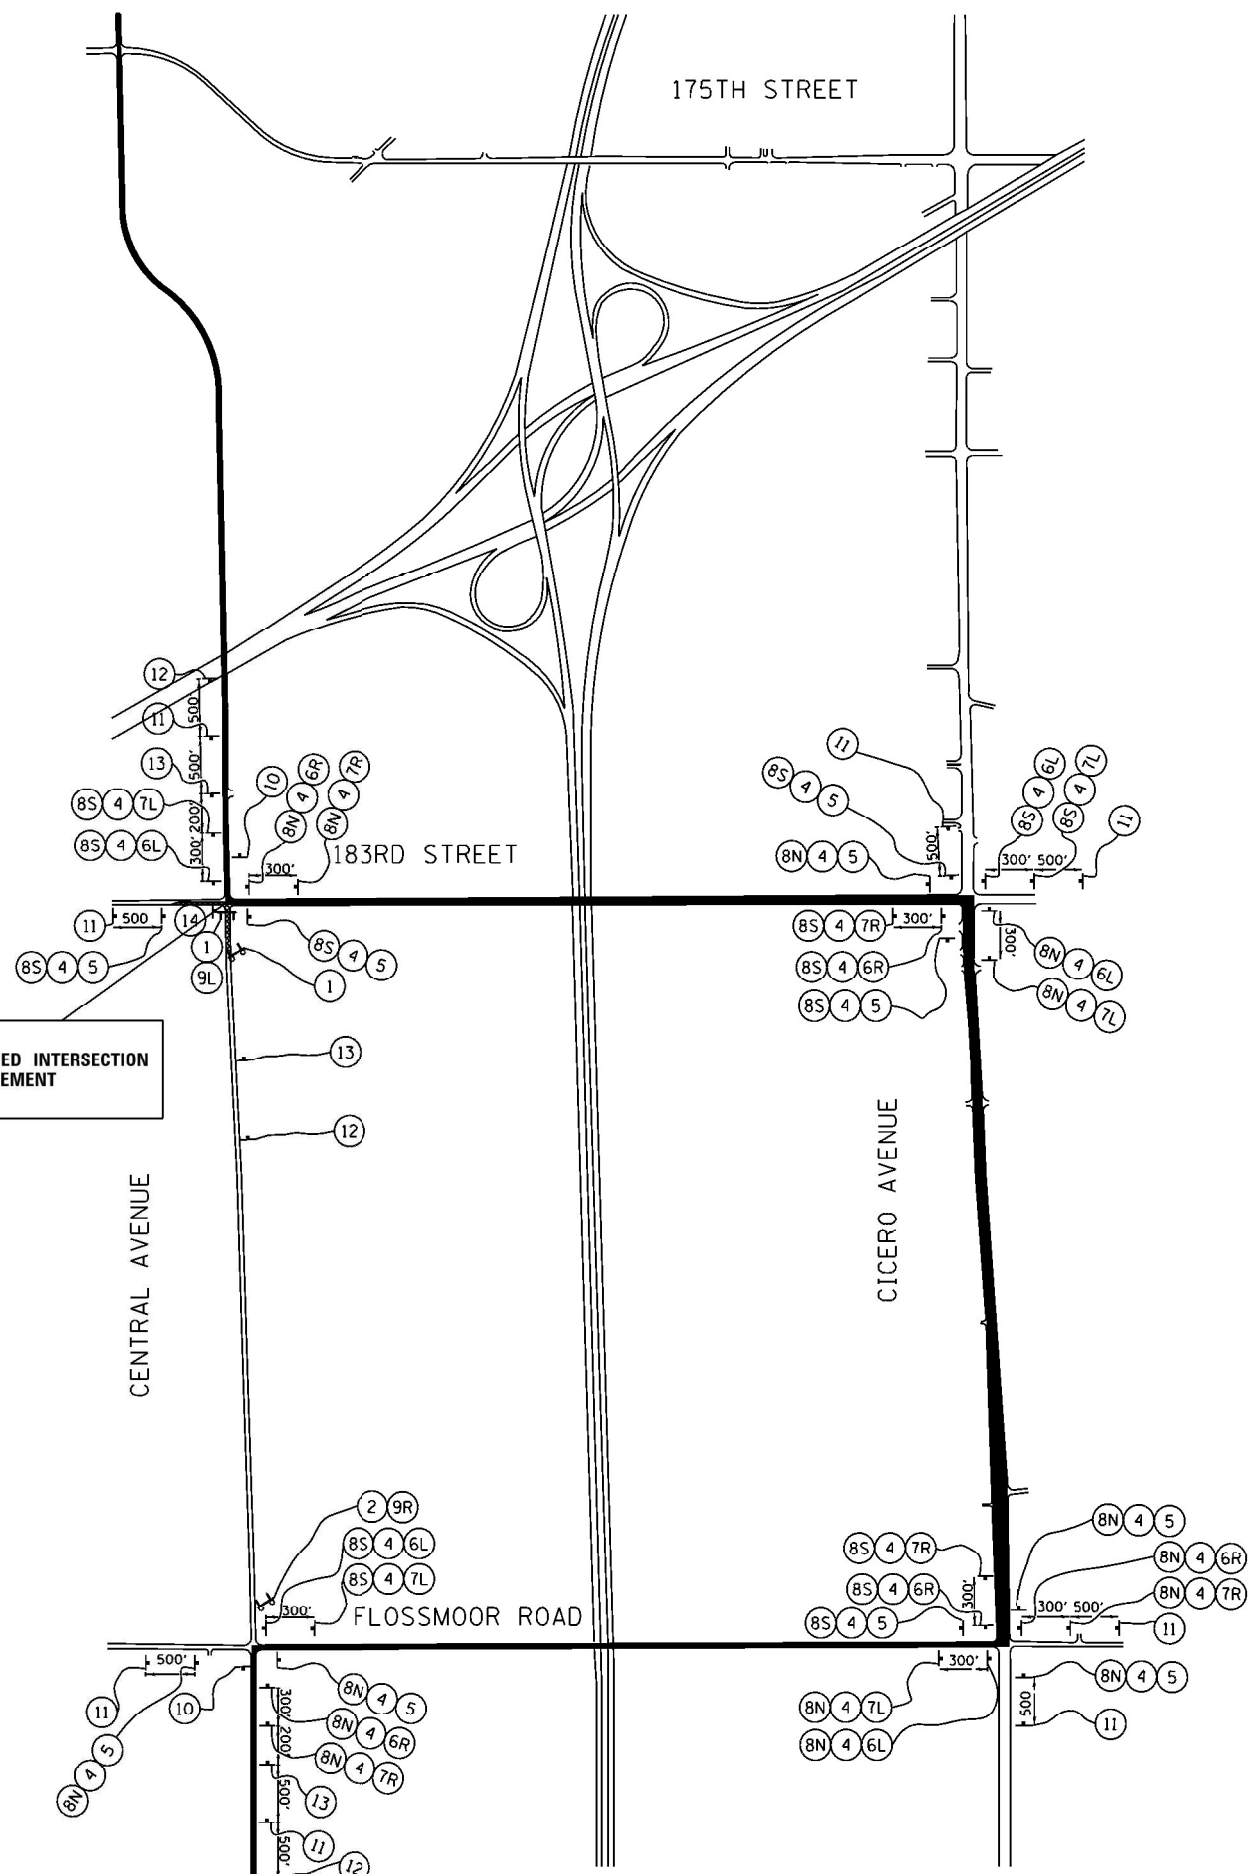 175TH STREET
12
500'
11
500'
13
200'
8S 4 7L
300'
8S 4 6L
10
8N 4 6R
8N 4 7R
300'
183RD STREET
11
500
14
8S 4 5
1
9L
8S 4 5
1
11
8S 4 5
500'
8N 4 5
8S 4 6L
8S 4 7L
11
300' 500'
8S 4 7R
300'
8S 4 6R
8S 4 5
300'
8N 4 6L
8N 4 7L
ED INTERSECTION
EMENT
13
12
CENTRAL AVENUE
CICERO AVENUE
2 9R
8S 4 6L
8S 4 7L
300'
FLOSSMOOR ROAD
8S 4 7R
8S 4 6R
300'
8S 4 5
8N 4 5
8N 4 6R
8N 4 7R
300' 500'
11
500'
11
10
8N 4 5
8N 4 5
300'
8N 4 6R
200'
8N 4 7R
500'
13
11
500'
12
300'
8N 4 7L
8N 4 6L
8N 4 5
500
11